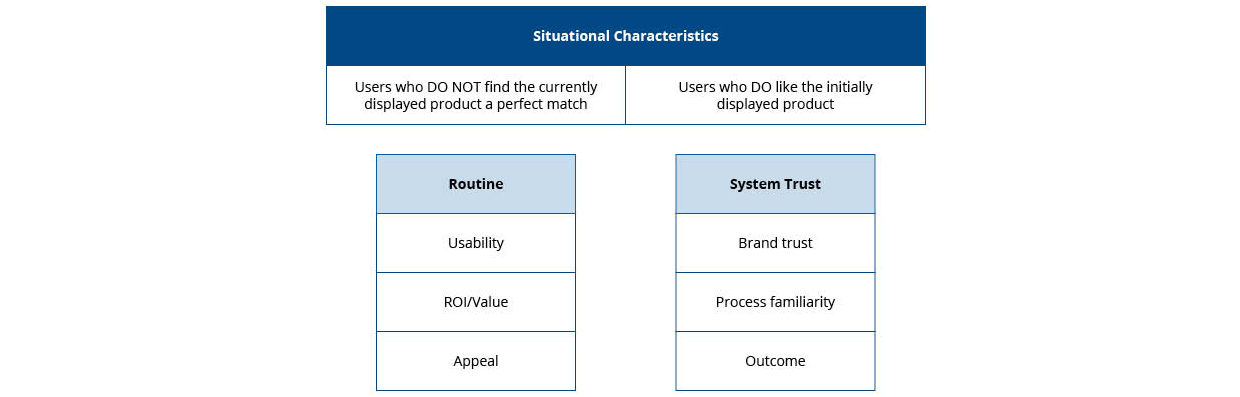 Situational Characteristics
Users who DO NOT find the currently
displayed product a perfect match
Users who DO like the initially
displayed product
Routine
Usability
ROI/Value
Appeal
System Trust
Brand trust
Process familiarity
Outcome